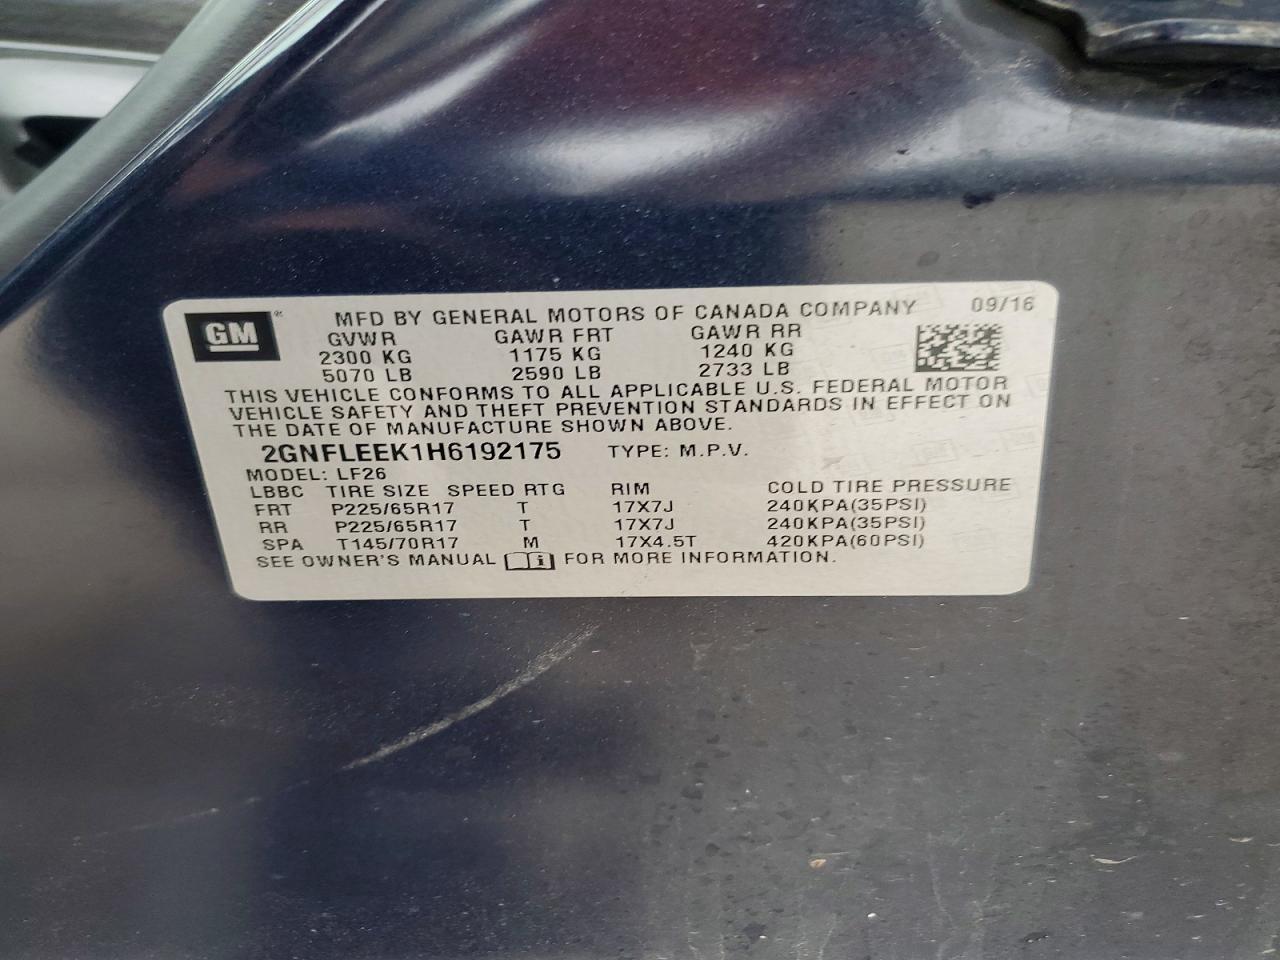 GM ®
MFD BY GENERAL MOTORS OF CANADA COMPANY 09/16
GVWR GAWR FRT GAWR RR
2300 KG 1175 KG 1240 KG
5070 LB 2590 LB 2733 LB
THIS VEHICLE CONFORMS TO ALL APPLICABLE U.S. FEDERAL MOTOR
VEHICLE SAFETY AND THEFT PREVENTION STANDARDS IN EFFECT ON
THE DATE OF MANUFACTURE SHOWN ABOVE.
2GNFLEEK1H6192175 TYPE: M.P.V.
MODEL: LF26
LBBC TIRE SIZE SPEED RTG RIM COLD TIRE PRESSURE
FRT P225/65R17 T 17X7J 240KPA(35PSI)
RR P225/65R17 T 17X7J 240KPA(35PSI)
SPA T145/70R17 M 17X4.5T 420KPA(60PSI)
SEE OWNER'S MANUAL i FOR MORE INFORMATION.